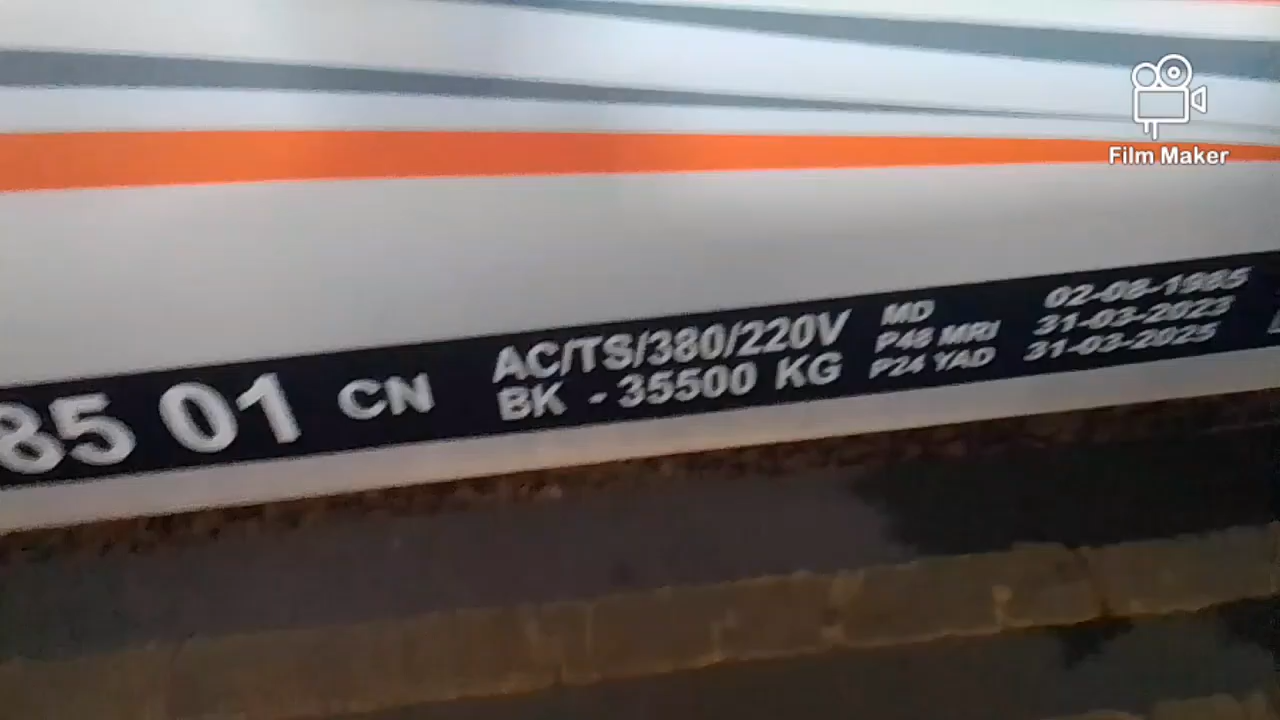 Film Maker
85 01 CN
AC/TS/380/220V
BK - 35500 KG
MD 02-08-1985
P48 MRI 31-03-2023
P24 YAD 31-03-2025